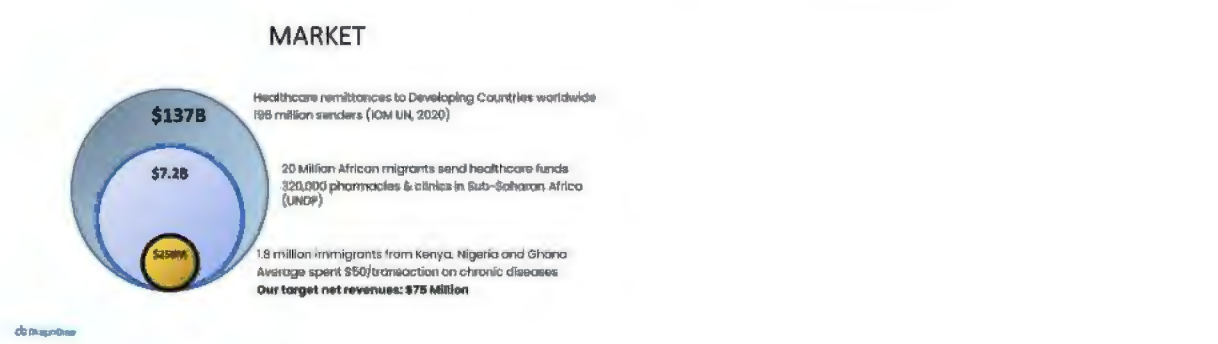 MARKET
$137B
Healthcare remittances to Developing Countries worldwide
196 million senders (IOM UN, 2020)
$7.2B
20 Million African migrants send healthcare funds
320,000 pharmacies & clinics in Sub-Saharan Africa
(UNDP)
1.8 million immigrants from Kenya, Nigeria and Ghana
Average spent $50/transaction on chronic diseases
Our target net revenues: $75 Million